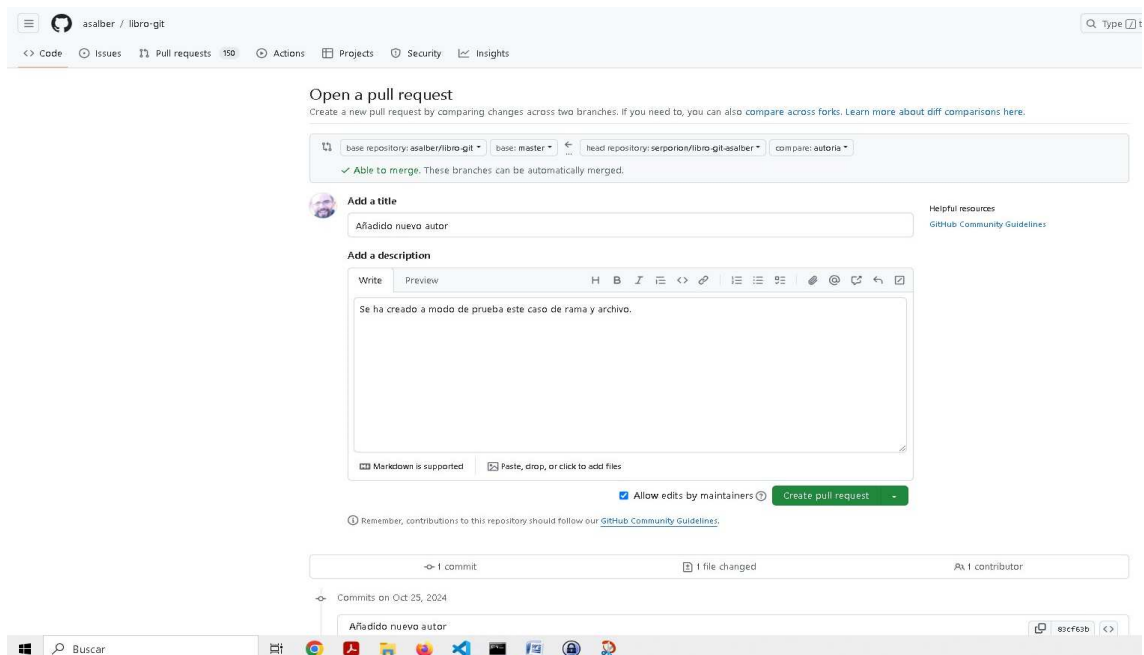 asalber / libro-git
Type / t
Code Issues Pull requests 150 Actions Projects Security Insights
Open a pull request
Create a new pull request by comparing changes across two branches. If you need to, you can also compare across forks. Learn more about diff comparisons here.
base repository: asalber/libro-git base: master head repository: serporion/libro-git-asalber compare: autoria
Able to merge. These branches can be automatically merged.
Add a title
Helpful resources
Añadido nuevo autor
GitHub Community Guidelines
Add a description
Write Preview
Se ha creado a modo de prueba este caso de rama y archivo.
Markdown is supported Paste, drop, or click to add files
Allow edits by maintainers Create pull request
Remember, contributions to this repository should follow our GitHub Community Guidelines.
1 commit 1 file changed 1 contributor
Commits on Oct 25, 2024
Añadido nuevo autor
83cf63b
Buscar